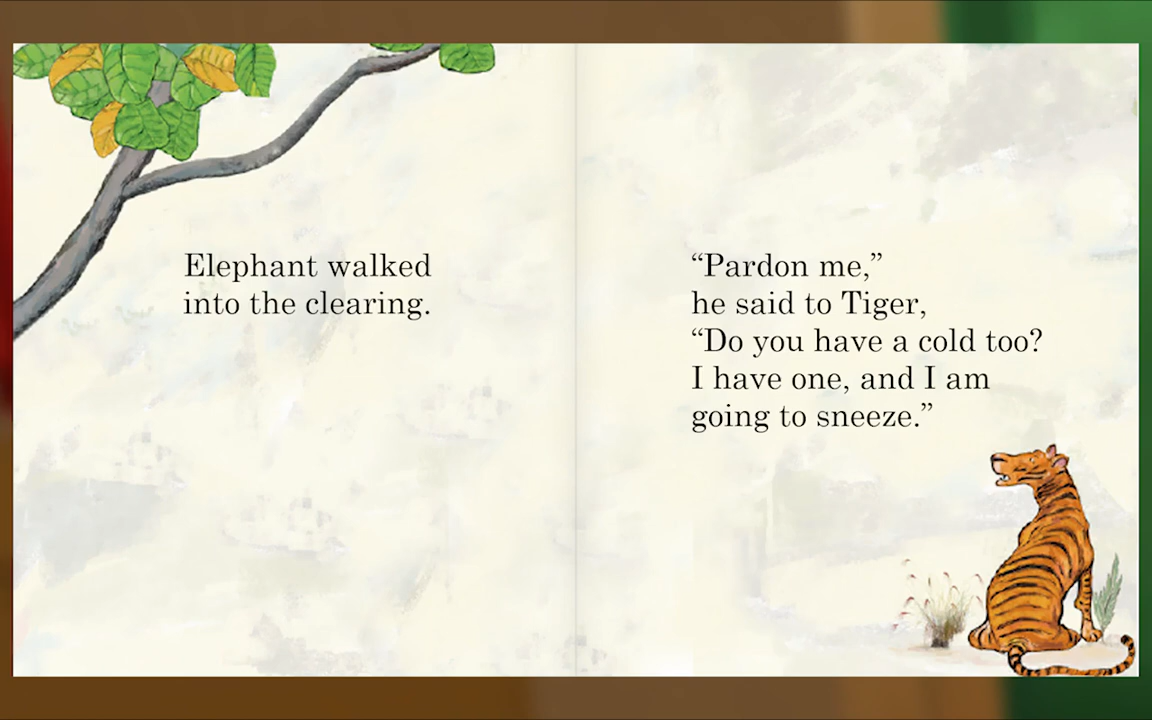 Elephant walked
into the clearing.
“Pardon me,”
he said to Tiger,
“Do you have a cold too?
I have one, and I am
going to sneeze.”